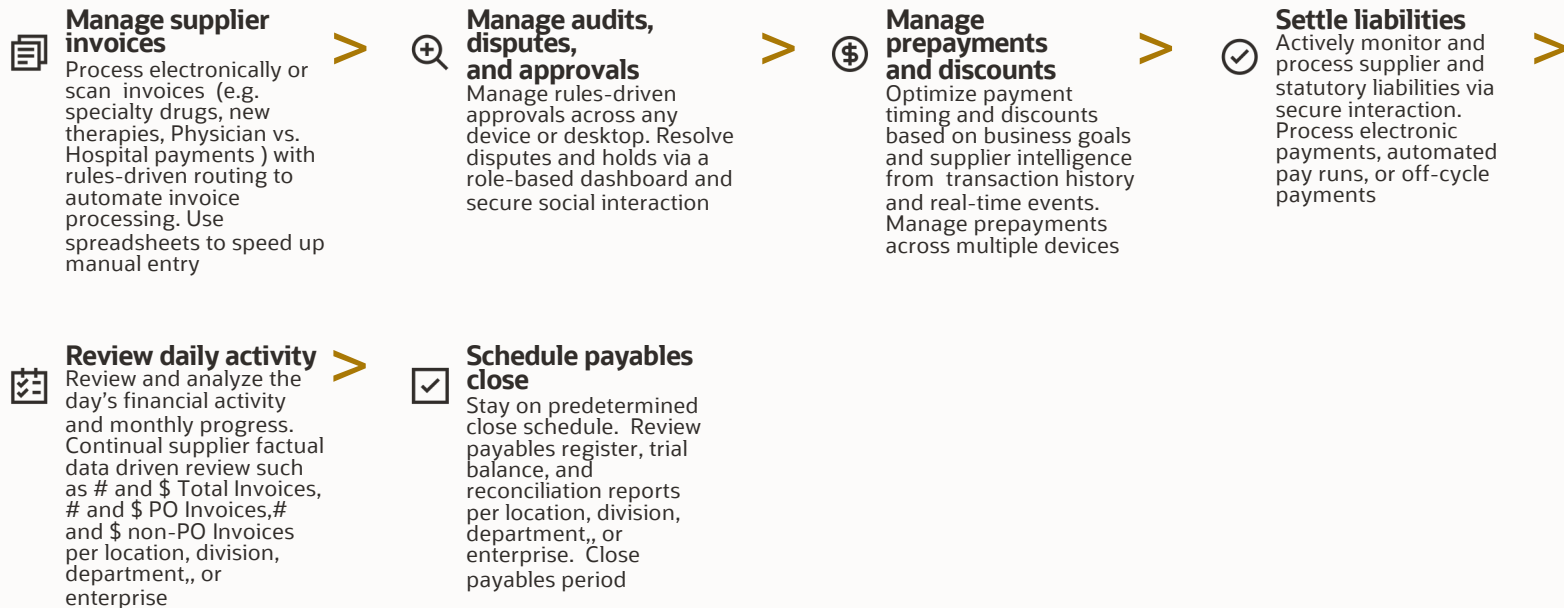 Manage supplier
invoices
Process electronically or
scan  invoices  (e.g.
specialty drugs, new
therapies, Physician vs.
Hospital payments ) with
rules-driven routing to
automate invoice
processing. Use
spreadsheets to speed up
manual entry
>
Manage audits,
disputes,
and approvals
Manage rules-driven
approvals across any
device or desktop. Resolve
disputes and holds via a
role-based dashboard and
secure social interaction
>
Manage
prepayments
and discounts
Optimize payment
timing and discounts
based on business goals
and supplier intelligence
from  transaction history
and real-time events.
Manage prepayments
across multiple devices
>
Settle liabilities
Actively monitor and
process supplier and
statutory liabilities via
secure interaction.
Process electronic
payments, automated
pay runs, or off-cycle
payments
>
Review daily activity
Review and analyze the
day's financial activity
and monthly progress.
Continual supplier factual
data driven review such
as # and $ Total Invoices,
# and $ PO Invoices,#
and $ non-PO Invoices
per location, division,
department,, or
enterprise
>
Schedule payables
close
Stay on predetermined
close schedule.  Review
payables register, trial
balance, and
reconciliation reports
per location, division,
department,, or
enterprise.  Close
payables period